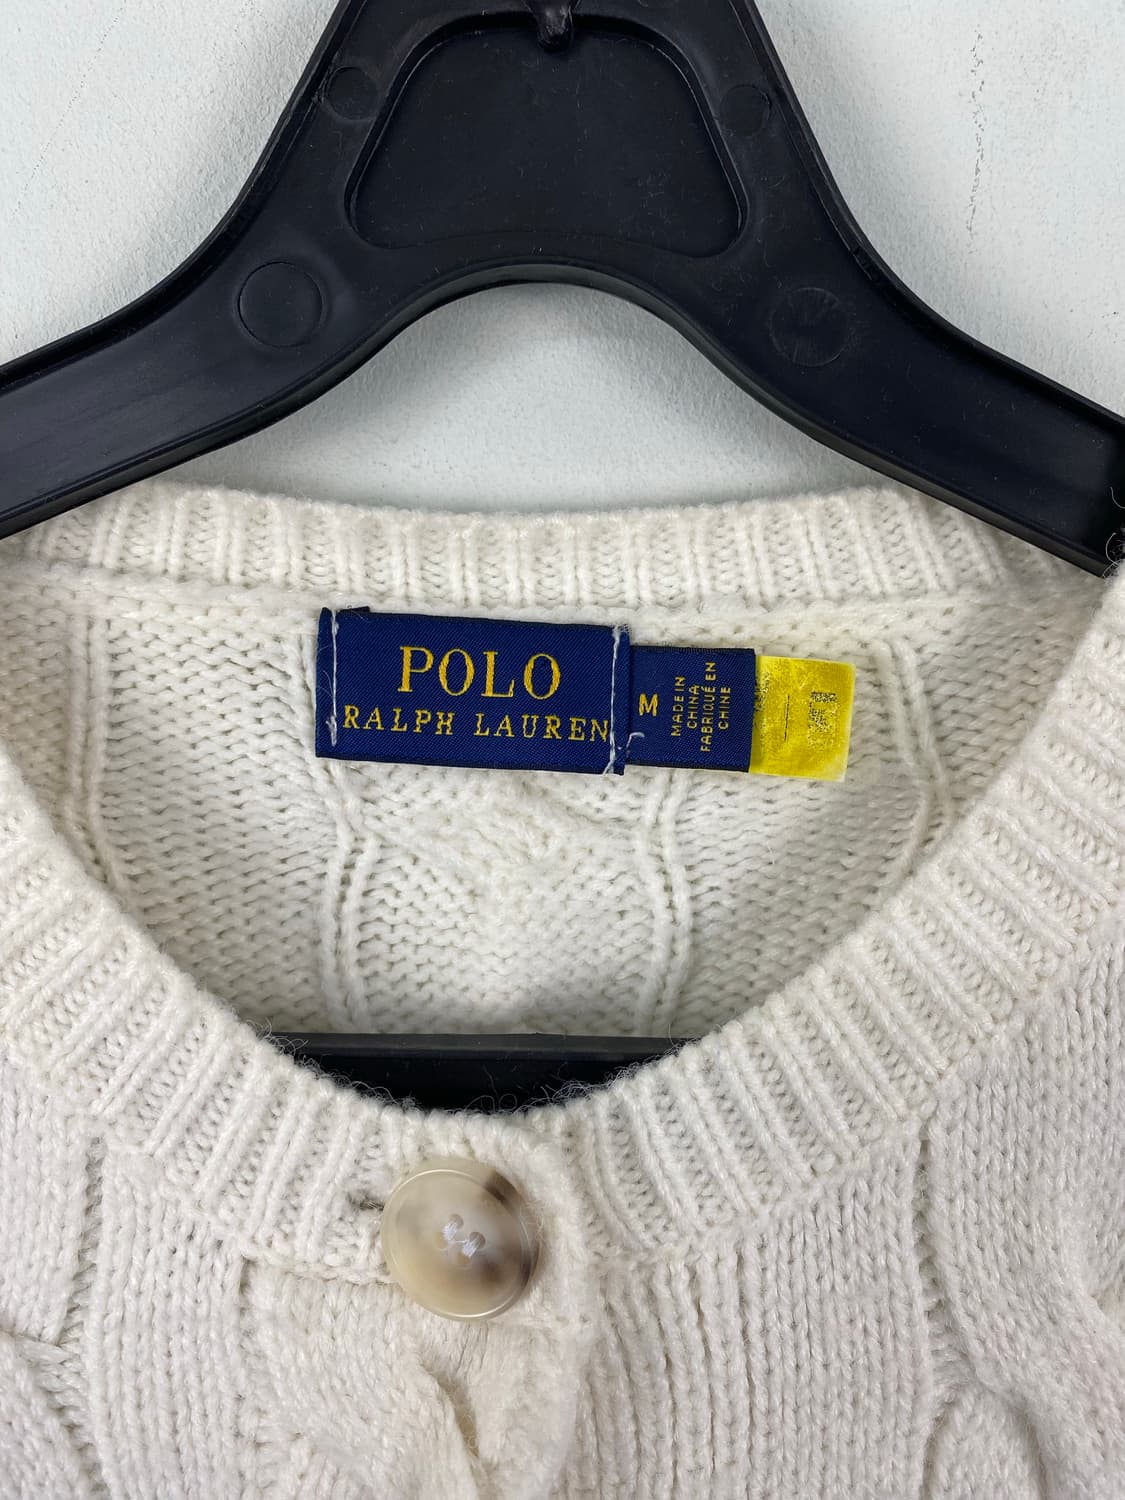 POLO
RALPH LAUREN
M
MADE IN
CHINA
FABRIQUÉ EN
CHINE